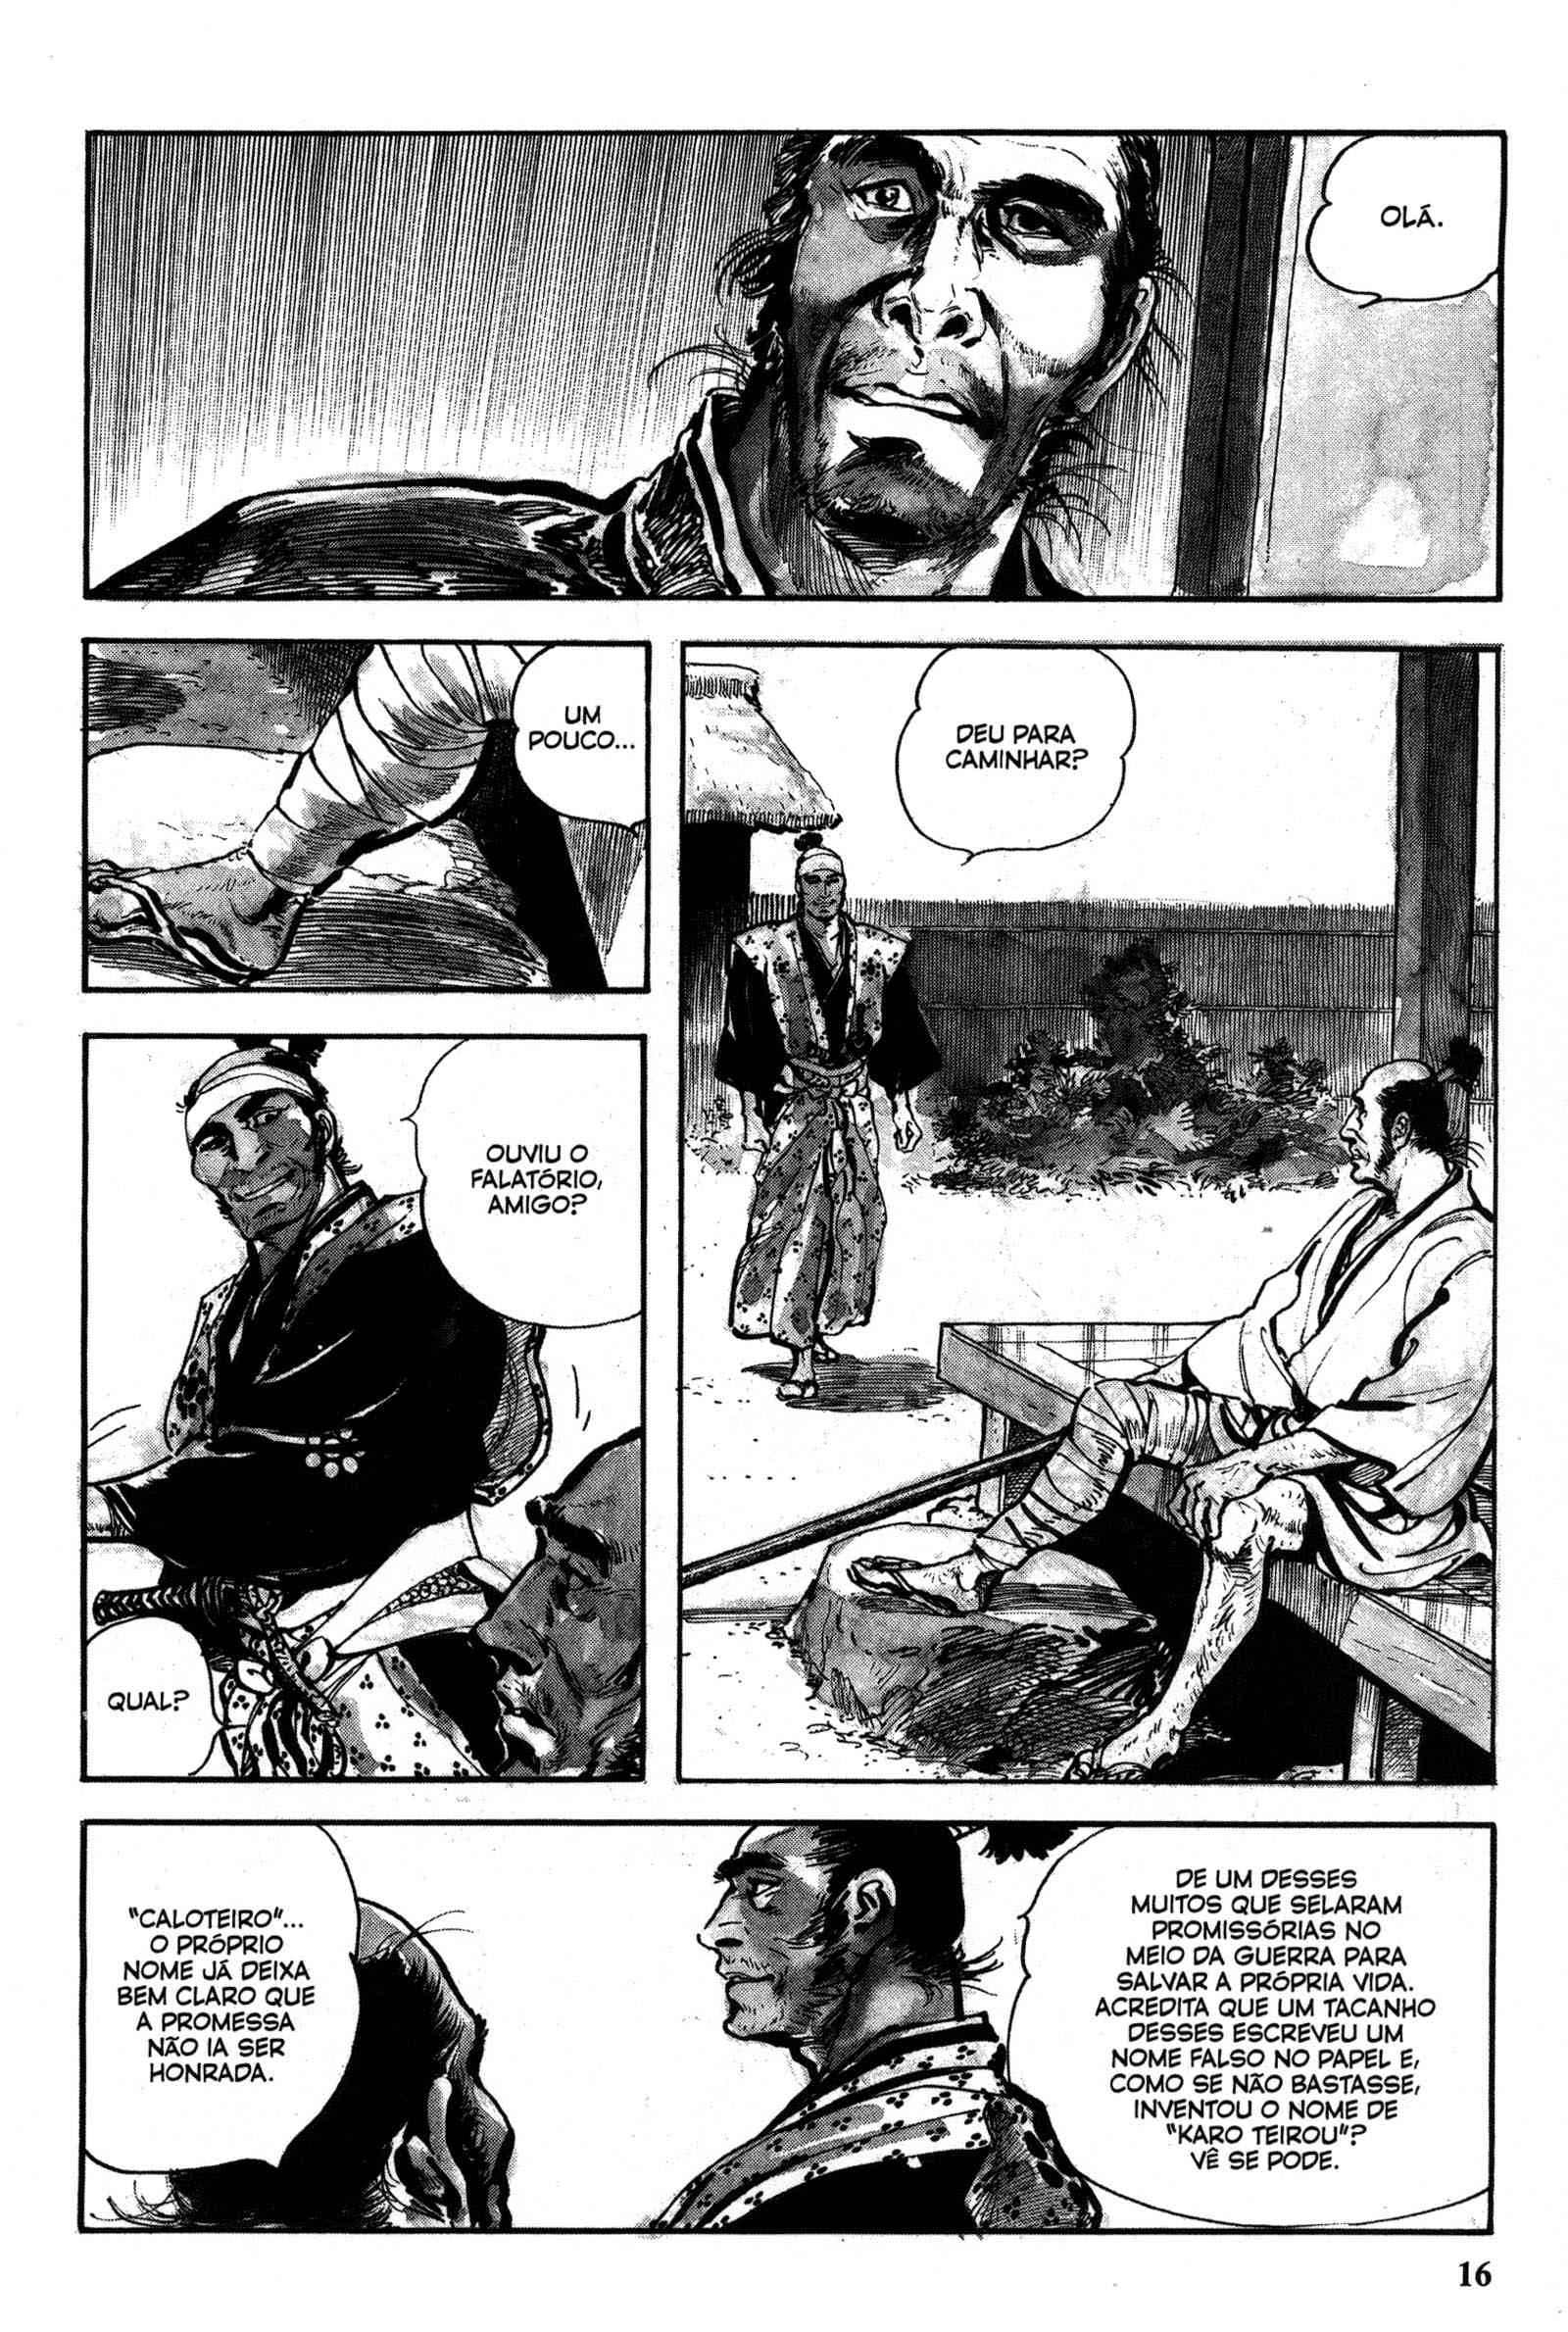 OLÁ.
DEU PARA
CAMINHAR?
UM
POUCO...
OUVIU O
FALATÓRIO,
AMIGO?
QUAL?
DE UM DESSES
MUITOS QUE SELARAM
PROMISSÓRIAS NO
MEIO DA GUERRA PARA
SALVAR A PRÓPRIA VIDA.
ACREDITA QUE UM TACANHO
DESSES ESCREVEU UM
NOME FALSO NO PAPEL E,
COMO SE NÃO BASTASSE,
INVENTOU O NOME DE
"KARO TEIROU"?
VÊ SE PODE.
"CALOTEIRO"...
O PRÓPRIO
NOME JÁ DEIXA
BEM CLARO QUE
A PROMESSA
NÃO IA SER
HONRADA.
16